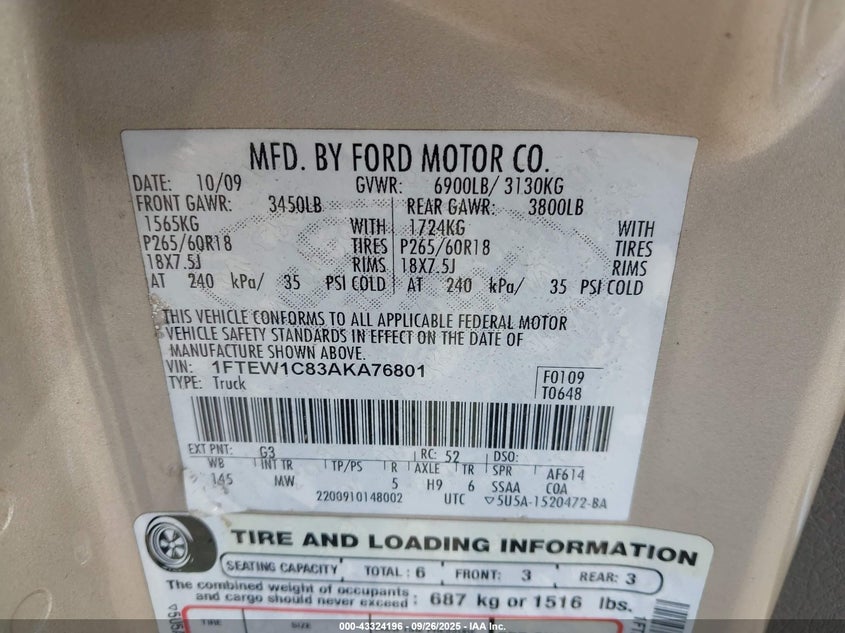 MFD. BY FORD MOTOR CO.
DATE: 10/09 GVWR: 6900LB/ 3130KG
FRONT GAWR: 3450LB REAR GAWR: 3800LB
1565KG WITH 1724KG WITH
P265/60R18 TIRES P265/60R18 TIRES
18X7.5J RIMS 18X7.5J RIMS
AT 240 kPa/ 35 PSI COLD AT 240 kPa/ 35 PSI COLD
THIS VEHICLE CONFORMS TO ALL APPLICABLE FEDERAL MOTOR
VEHICLE SAFETY STANDARDS IN EFFECT ON THE DATE OF
MANUFACTURE SHOWN ABOVE.
VIN: 1FTEW1C83AKA76801 F0109
TYPE: Truck T0648
EXT PNT: G3 RC: 52 DSO:
WB INT TR TP/PS R AXLE TR SPR AF614
145 MW 5 H9 6 SSAA COA
2200910148002 UTC ▽5U5A-1520472-BA
TIRE AND LOADING INFORMATION
SEATING CAPACITY TOTAL: 6 FRONT: 3 REAR: 3
The combined weight of occupants
and cargo should never exceed : 687 kg or 1516 lbs.
TIRE SIZE
000-43324196 - 09/26/2025 - IAA, Inc.